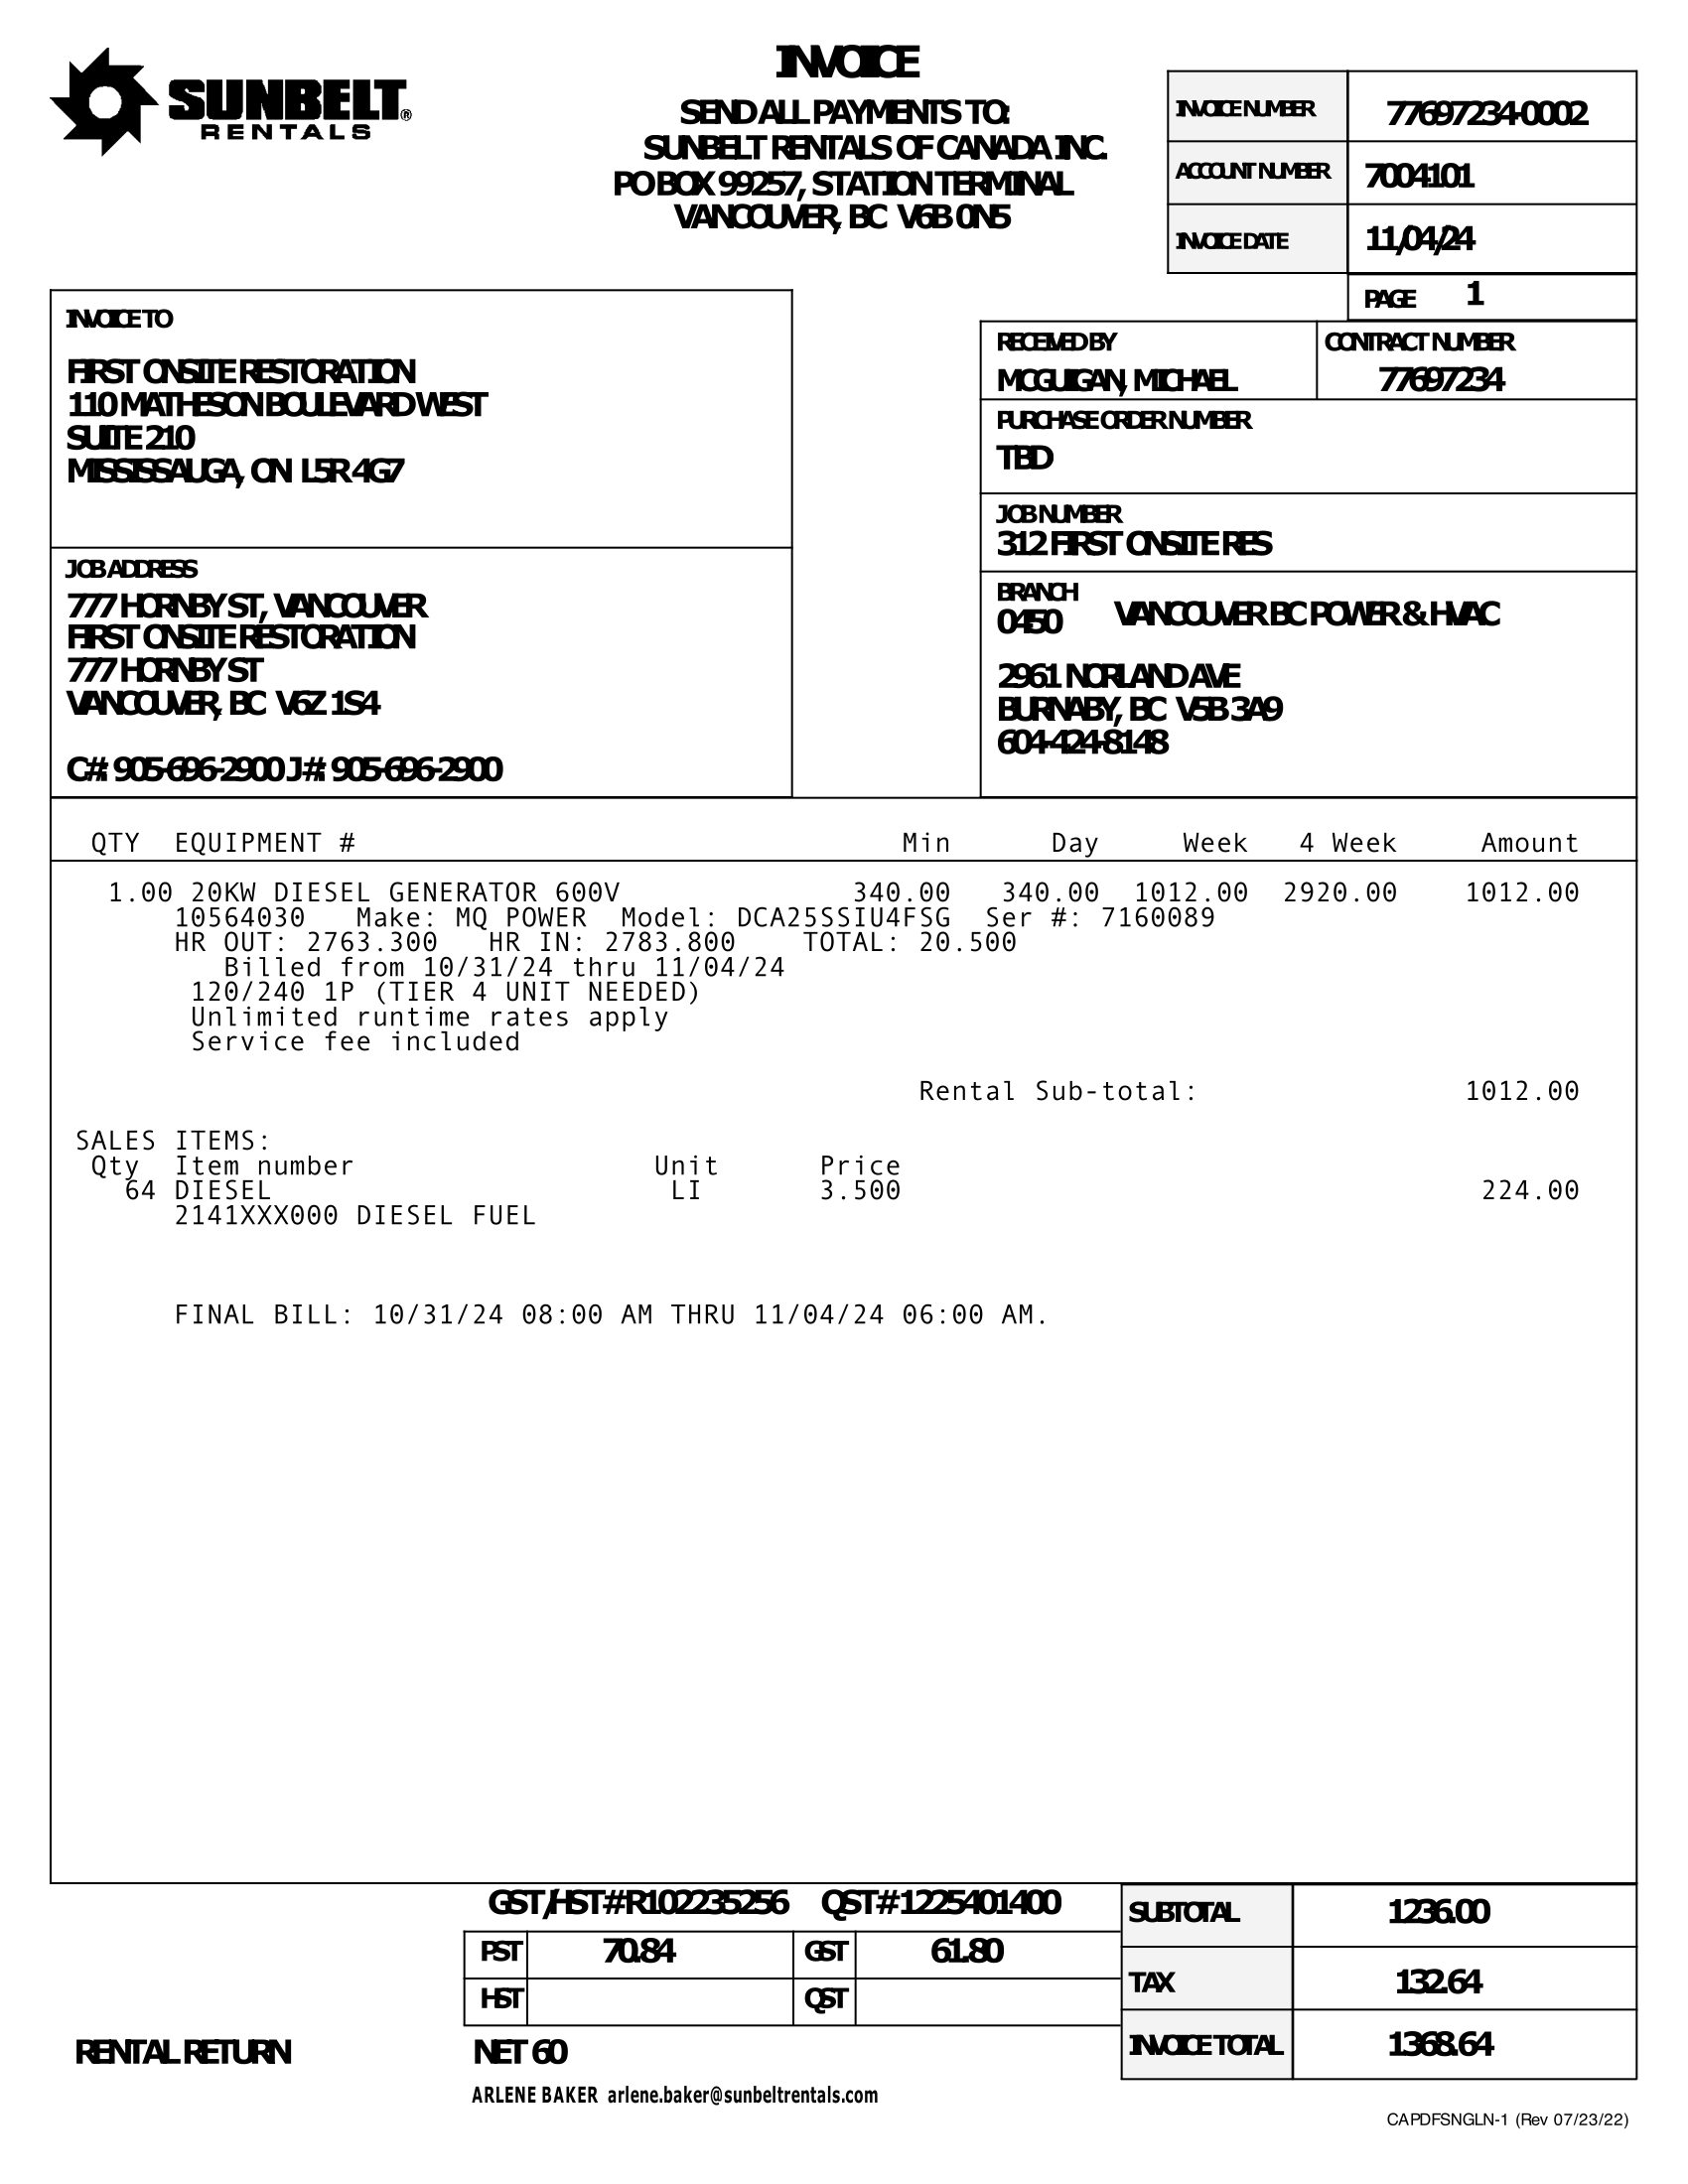 SUNBELT®
RENTALS
INVOICE
SEND ALL PAYMENTS TO:
SUNBELT RENTALS OF CANADA INC.
PO BOX 99257, STATION TERMINAL
VANCOUVER, BC V6B 0N5
INVOICE NUMBER 77697234-0002
ACCOUNT NUMBER 7004101
INVOICE DATE 11/04/24
PAGE 1
INVOICE TO
FIRST ONSITE RESTORATION
110 MATHESON BOULEVARD WEST
SUITE 210
MISSISSAUGA, ON L5R 4G7
RECEIVED BY
MCGUIGAN, MICHAEL
CONTRACT NUMBER
77697234
PURCHASE ORDER NUMBER
TBD
JOB NUMBER
312 FIRST ONSITE RES
JOB ADDRESS
777 HORNBY ST, VANCOUVER
FIRST ONSITE RESTORATION
777 HORNBY ST
VANCOUVER, BC V6Z 1S4
C#: 905-696-2900 J#: 905-696-2900
BRANCH
0450 VANCOUVER BC POWER & HVAC
2961 NORLAND AVE
BURNABY, BC V5B 3A9
604-424-8148
QTY EQUIPMENT # Min Day Week 4 Week Amount
1.00 20KW DIESEL GENERATOR 600V 340.00 340.00 1012.00 2920.00 1012.00
10564030 Make: MQ POWER Model: DCA25SSIU4FSG Ser #: 7160089
HR OUT: 2763.300 HR IN: 2783.800 TOTAL: 20.500
Billed from 10/31/24 thru 11/04/24
120/240 1P (TIER 4 UNIT NEEDED)
Unlimited runtime rates apply
Service fee included
Rental Sub-total: 1012.00
SALES ITEMS:
Qty Item number Unit Price
64 DIESEL LI 3.500 224.00
2141XXX000 DIESEL FUEL
FINAL BILL: 10/31/24 08:00 AM THRU 11/04/24 06:00 AM.
GST/HST# R102235256 QST# 1225401400
PST 70.84 GST 61.80
HST QST
SUBTOTAL 1236.00
TAX 132.64
INVOICE TOTAL 1368.64
RENTAL RETURN NET 60
ARLENE BAKER arlene.baker@sunbeltrentals.com
CAPDFSNGLN-1 (Rev 07/23/22)